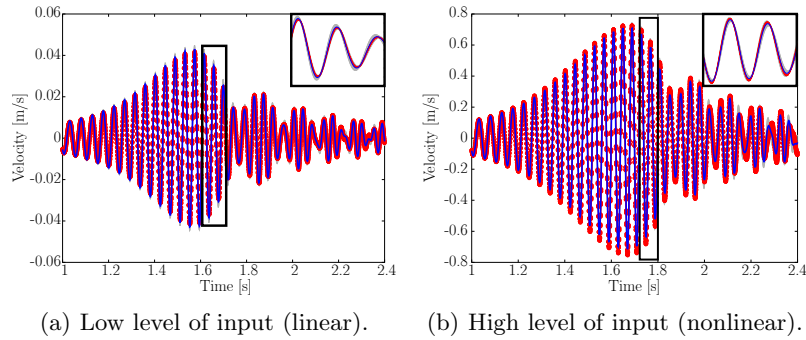 0.06
0.04
0.02
0
-0.02
-0.04
0.06
Velocity [m/s]
1 1.2 1.4 1.6 1.8 2 2.2 2.4
Time [s]
(a) Low level of input (linear).
0.8
0.6
0.4
0.2
0
-0.2
-0.4
-0.6
-0.8
Velocity [m/s]
1 1.2 1.4 1.6 1.8 2 2.2 2.4
Time [s]
(b) High level of input (nonlinear).